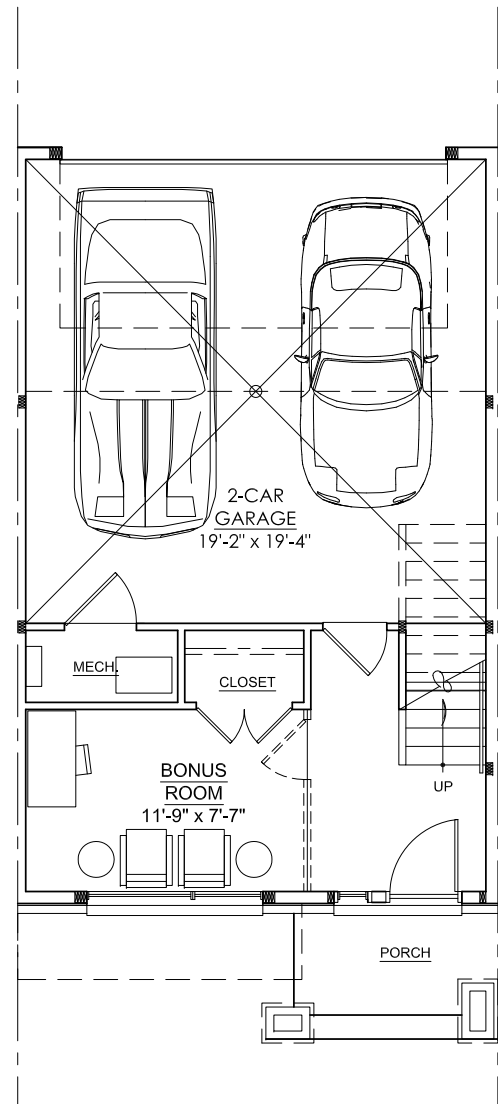 2-CAR
GARAGE
19'-2" x 19'-4"
MECH.
CLOSET
BONUS
ROOM
11'-9" x 7'-7"
UP
PORCH